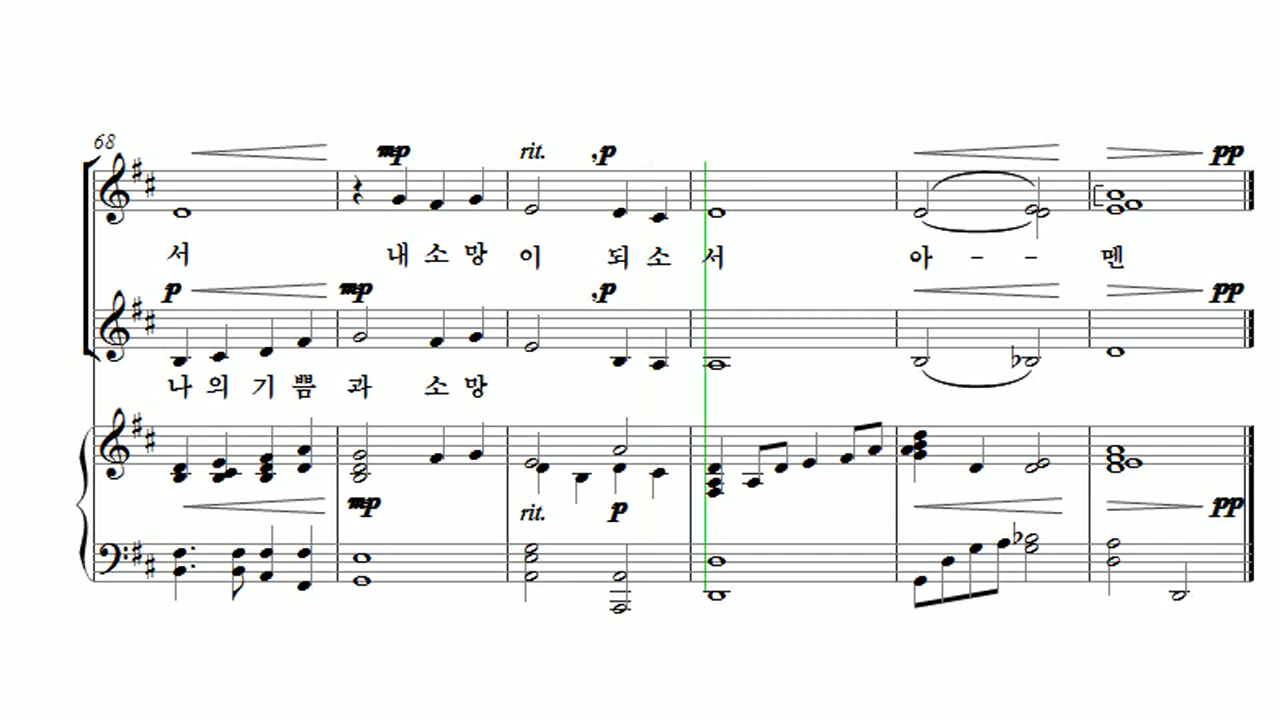 68
mp rit. , p pp
서 내 소 망 이 되 소 서 아 - - 멘
p mp , p pp
나 의 기 쁨 과 소 망
mp rit. p pp